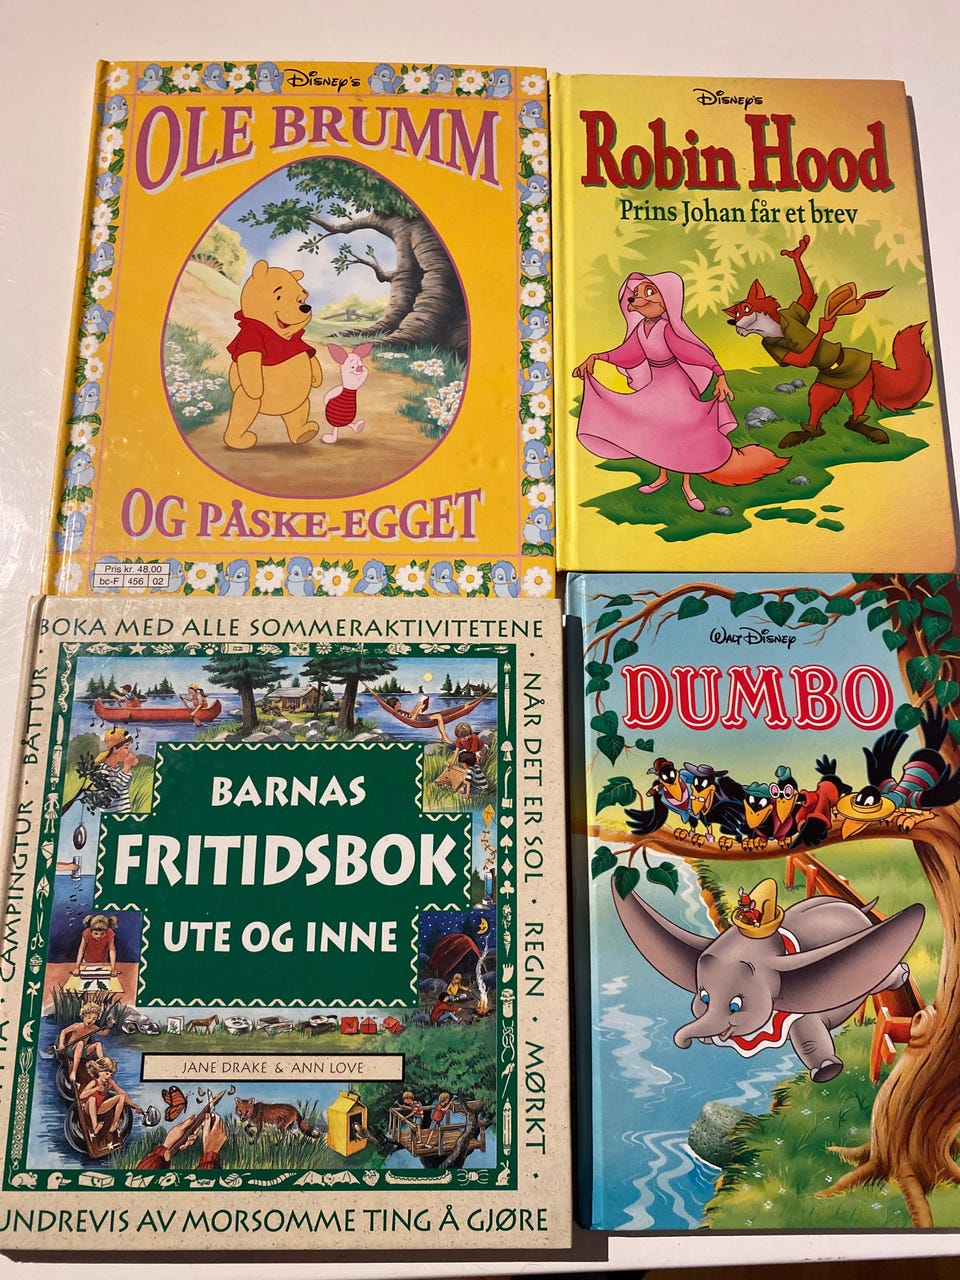 Disney's
OLE BRUMM
OG PÅSKE-EGGET
Pris kr. 48,00
bc-F 456 02
Disney's
Robin Hood
Prins Johan får et brev
BOKA MED ALLE SOMMERAKTIVITETENE
NÅR DET ER SOL · REGN · MØRKT ·
CAMPINGTUR · BÅTTUR
BARNAS
FRITIDSBOK
UTE OG INNE
JANE DRAKE & ANN LOVE
UNDREVIS AV MORSOMME TING Å GJØRE
WALT DISNEY
DUMBO